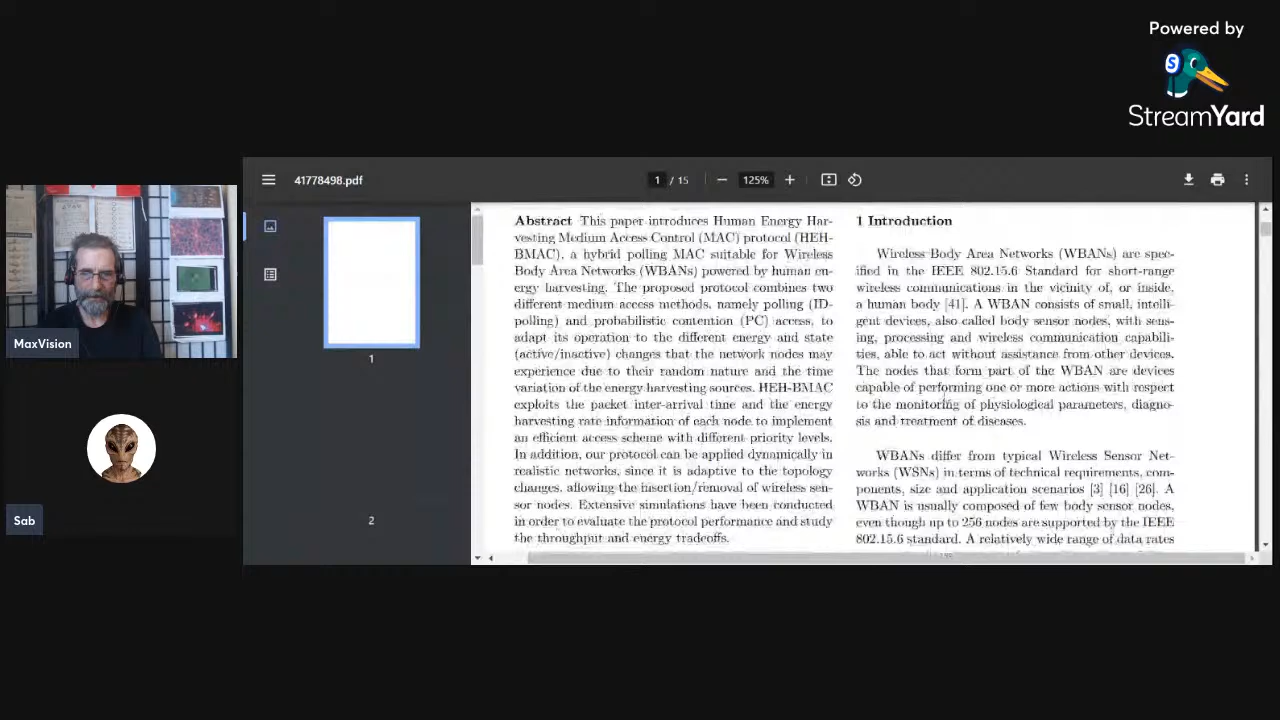 Powered by
StreamYard
41778498.pdf
1 / 15
125%
1
2
MaxVision
Sab
Abstract This paper introduces Human Energy Har-
vesting Medium Access Control (MAC) protocol (HEH-
BMAC), a hybrid polling MAC suitable for Wireless
Body Area Networks (WBANs) powered by human en-
ergy harvesting. The proposed protocol combines two
different medium access methods, namely polling (ID-
polling) and probabilistic contention (PC) access, to
adapt its operation to the different energy and state
(active/inactive) changes that the network nodes may
experience due to their random nature and the time
variation of the energy harvesting sources. HEH-BMAC
exploits the packet inter-arrival time and the energy
harvesting rate information of each node to implement
an efficient access scheme with different priority levels.
In addition, our protocol can be applied dynamically in
realistic networks, since it is adaptive to the topology
changes, allowing the insertion/removal of wireless sen-
sor nodes. Extensive simulations have been conducted
in order to evaluate the protocol performance and study
the throughput and energy tradeoffs.
1 Introduction
Wireless Body Area Networks (WBANs) are spec-
ified in the IEEE 802.15.6 Standard for short-range
wireless communications in the vicinity of, or inside,
a human body [41]. A WBAN consists of small, intelli-
gent devices, also called body sensor nodes, with sens-
ing, processing and wireless communication capabili-
ties, able to act without assistance from other devices.
The nodes that form part of the WBAN are devices
capable of performing one or more actions with respect
to the monitoring of physiological parameters, diagno-
sis and treatment of diseases.
WBANs differ from typical Wireless Sensor Net-
works (WSNs) in terms of technical requirements, com-
ponents, size and application scenarios [3] [16] [26]. A
WBAN is usually composed of few body sensor nodes,
even though up to 256 nodes are supported by the IEEE
802.15.6 standard. A relatively wide range of data rates